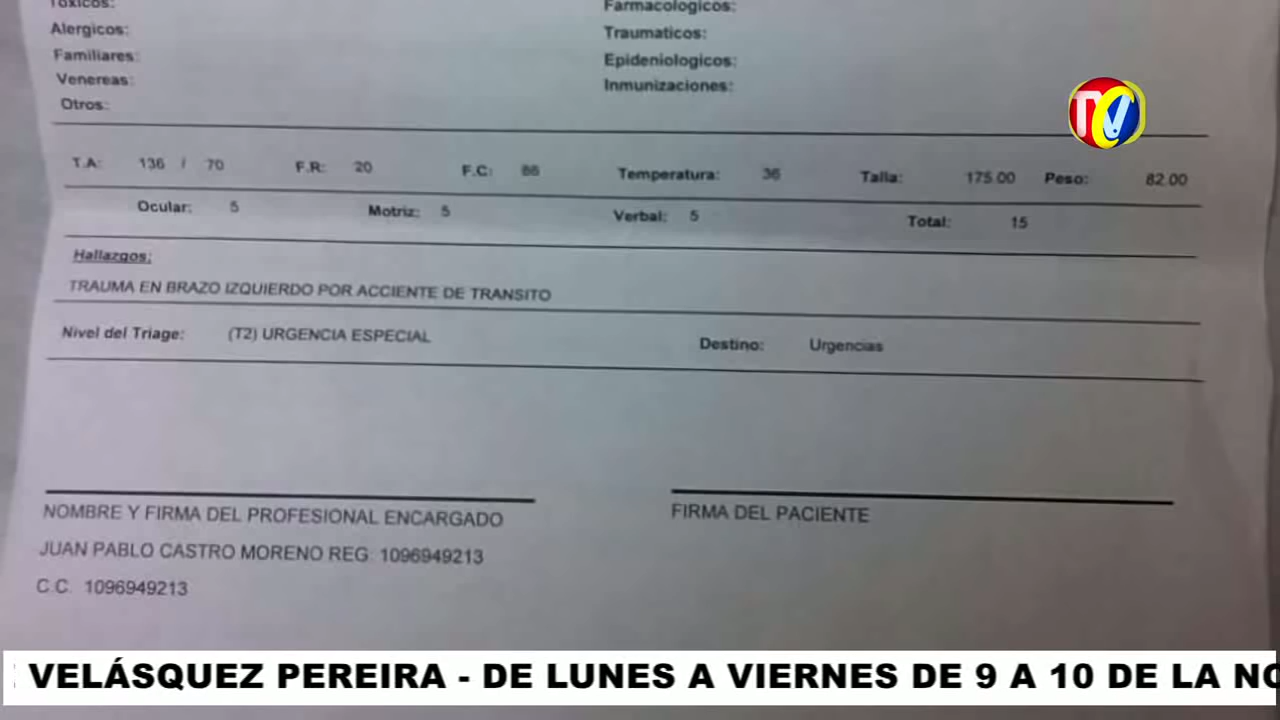 Toxicos:
Farmacologicos:
Alergicos:
Traumaticos:
Familiares:
Epideniologicos:
Venereas:
Inmunizaciones:
Otros:
TCV
T.A: 136 / 70 F.R: 20 F.C: 86 Temperatura: 36 Talla: 175.00 Peso: 82.00
Ocular: 5 Motriz: 5 Verbal: 5 Total: 15
Hallazgos:
TRAUMA EN BRAZO IZQUIERDO POR ACCIENTE DE TRANSITO
Nivel del Triage: (T2) URGENCIA ESPECIAL Destino: Urgencias
NOMBRE Y FIRMA DEL PROFESIONAL ENCARGADO
FIRMA DEL PACIENTE
JUAN PABLO CASTRO MORENO REG: 1096949213
C.C. 1096949213
VELÁSQUEZ PEREIRA - DE LUNES A VIERNES DE 9 A 10 DE LA NO